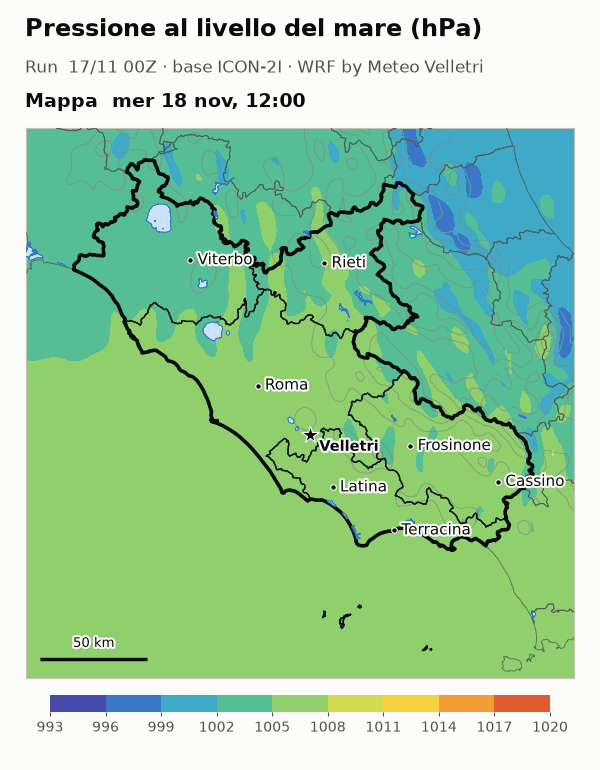 Pressione al livello del mare (hPa)
Run 17/11 00Z · base ICON-2I · WRF by Meteo Velletri
Mappa mer 18 nov, 12:00
Viterbo
Rieti
Roma
Velletri
Frosinone
Latina
Cassino
Terracina
50 km
993 996 999 1002 1005 1008 1011 1014 1017 1020